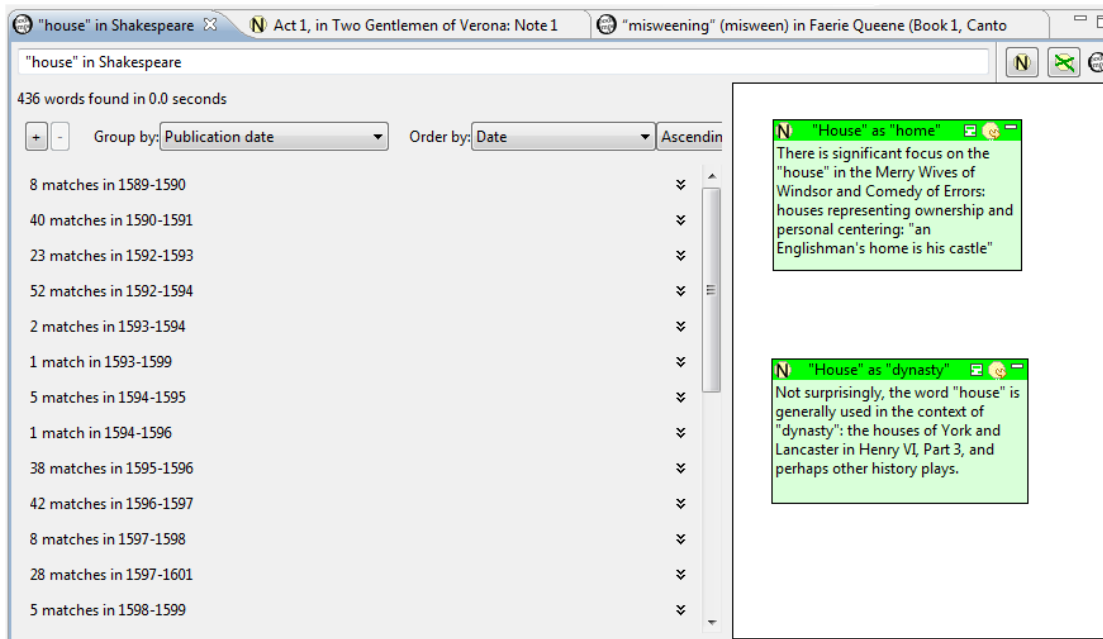 "house" in Shakespeare
Act 1, in Two Gentlemen of Verona: Note 1
"misweening" (misween) in Faerie Queene (Book 1, Canto
"house" in Shakespeare
N
436 words found in 0.0 seconds
+ - Group by: Publication date Order by: Date Ascendin
8 matches in 1589-1590
40 matches in 1590-1591
23 matches in 1592-1593
52 matches in 1592-1594
2 matches in 1593-1594
1 match in 1593-1599
5 matches in 1594-1595
1 match in 1594-1596
38 matches in 1595-1596
42 matches in 1596-1597
8 matches in 1597-1598
28 matches in 1597-1601
5 matches in 1598-1599
N "House" as "home"
There is significant focus on the
"house" in the Merry Wives of
Windsor and Comedy of Errors:
houses representing ownership and
personal centering: "an
Englishman's home is his castle"
N "House" as "dynasty"
Not surprisingly, the word "house" is
generally used in the context of
"dynasty": the houses of York and
Lancaster in Henry VI, Part 3, and
perhaps other history plays.